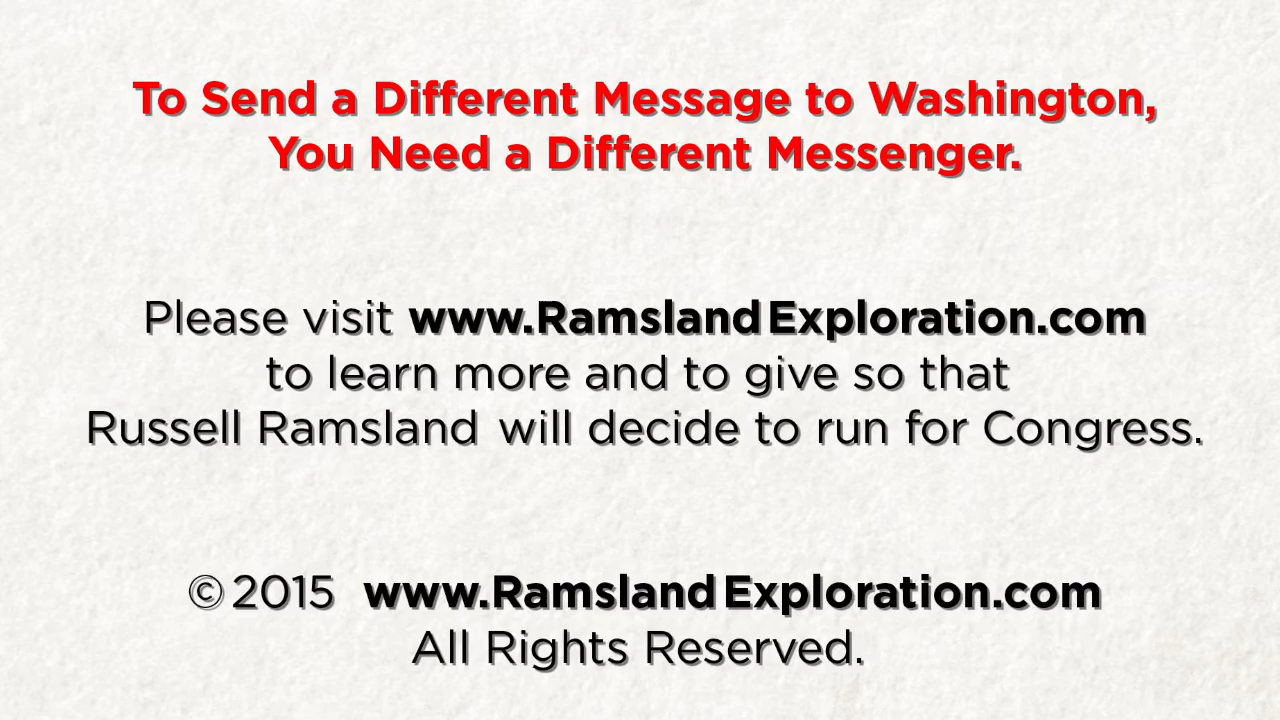 To Send a Different Message to Washington,
You Need a Different Messenger.
Please visit www.RamslandExploration.com
to learn more and to give so that
Russell Ramsland will decide to run for Congress.
© 2015 www.RamslandExploration.com
All Rights Reserved.